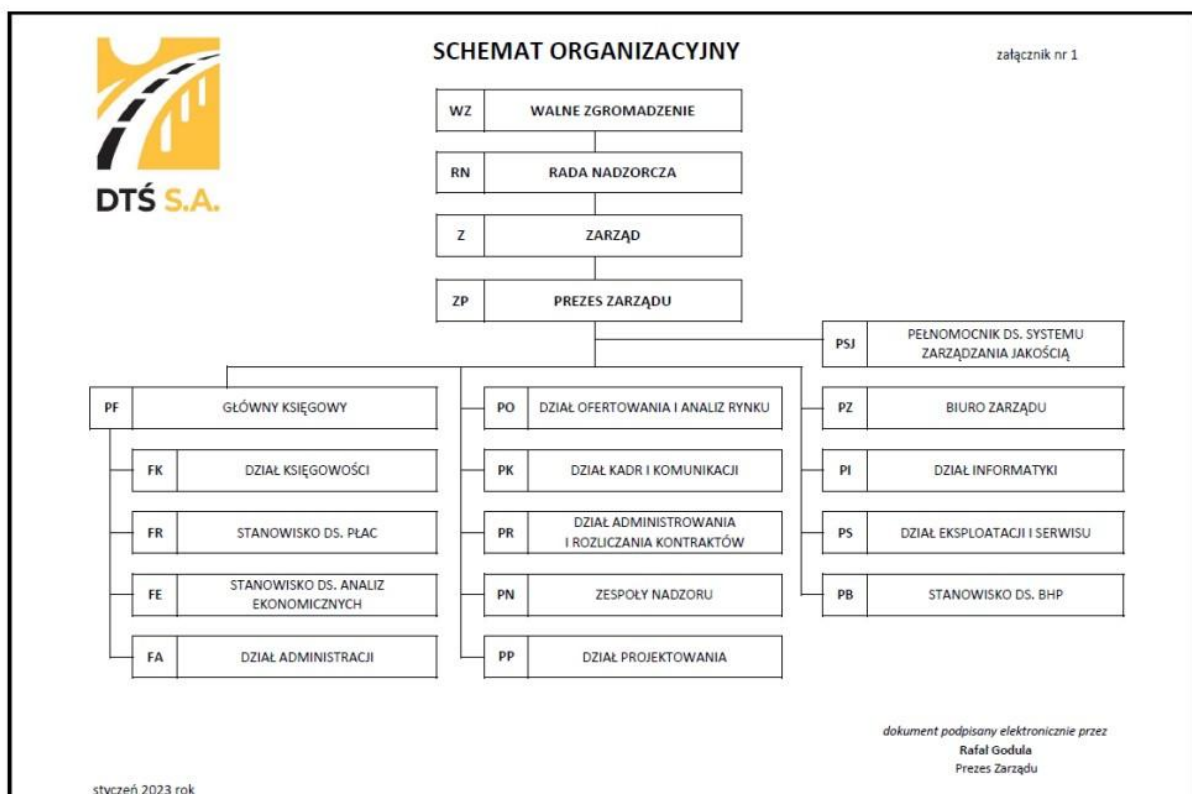 SCHEMAT ORGANIZACYJNY
załącznik nr 1
DTŚ S.A.
WZ WALNE ZGROMADZENIE
RN RADA NADZORCZA
Z ZARZĄD
ZP PREZES ZARZĄDU
PSJ PEŁNOMOCNIK DS. SYSTEMU
ZARZĄDZANIA JAKOŚCIĄ
PF GŁÓWNY KSIĘGOWY
FK DZIAŁ KSIĘGOWOŚCI
FR STANOWISKO DS. PŁAC
FE STANOWISKO DS. ANALIZ
EKONOMICZNYCH
FA DZIAŁ ADMINISTRACJI
PO DZIAŁ OFERTOWANIA I ANALIZ RYNKU
PK DZIAŁ KADR I KOMUNIKACJI
PR DZIAŁ ADMINISTROWANIA
I ROZLICZANIA KONTRAKTÓW
PN ZESPOŁY NADZORU
PP DZIAŁ PROJEKTOWANIA
PZ BIURO ZARZĄDU
PI DZIAŁ INFORMATYKI
PS DZIAŁ EKSPLOATACJI I SERWISU
PB STANOWISKO DS. BHP
dokument podpisany elektronicznie przez
Rafał Godula
Prezes Zarządu
styczeń 2023 rok